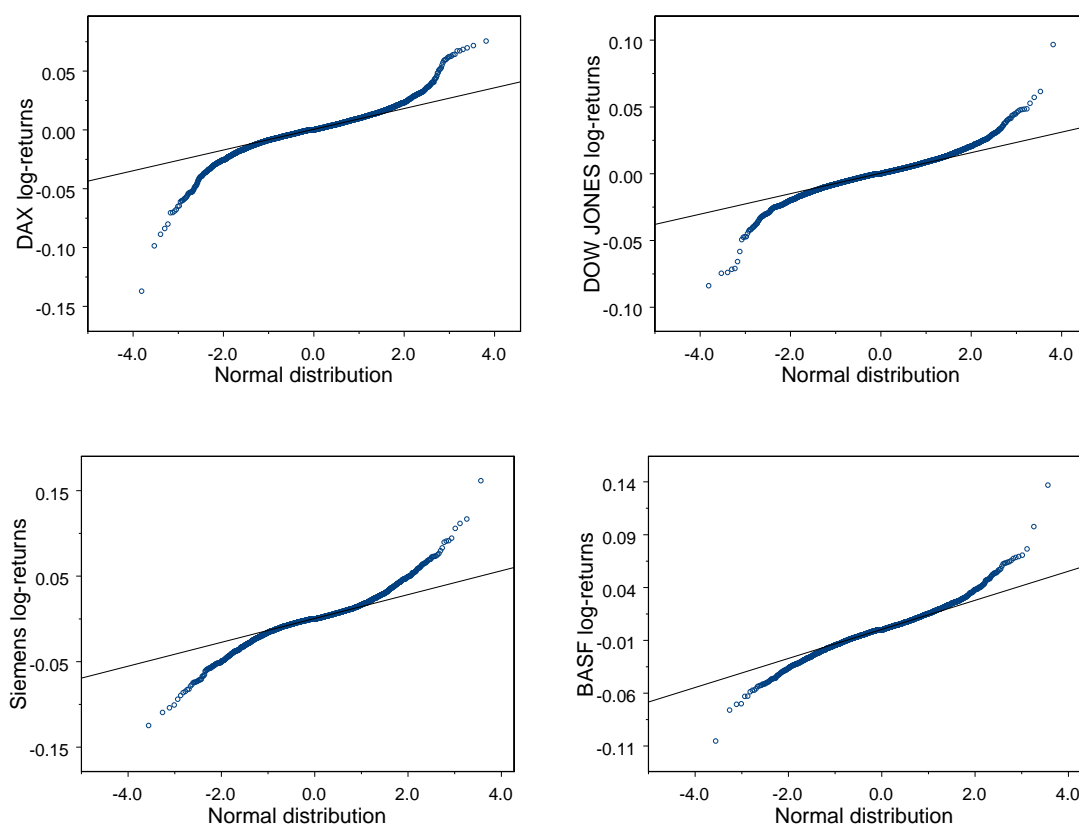 DAX log-returns
0.05
0.00
-0.05
-0.10
-0.15
-4.0 -2.0 0.0 2.0 4.0
Normal distribution
DOW JONES log-returns
0.10
0.05
0.00
-0.05
-0.10
-4.0 -2.0 0.0 2.0 4.0
Normal distribution
Siemens log-returns
0.15
0.05
-0.05
-0.15
-4.0 -2.0 0.0 2.0 4.0
Normal distribution
BASF log-returns
0.14
0.09
0.04
-0.01
-0.06
-0.11
-4.0 -2.0 0.0 2.0 4.0
Normal distribution